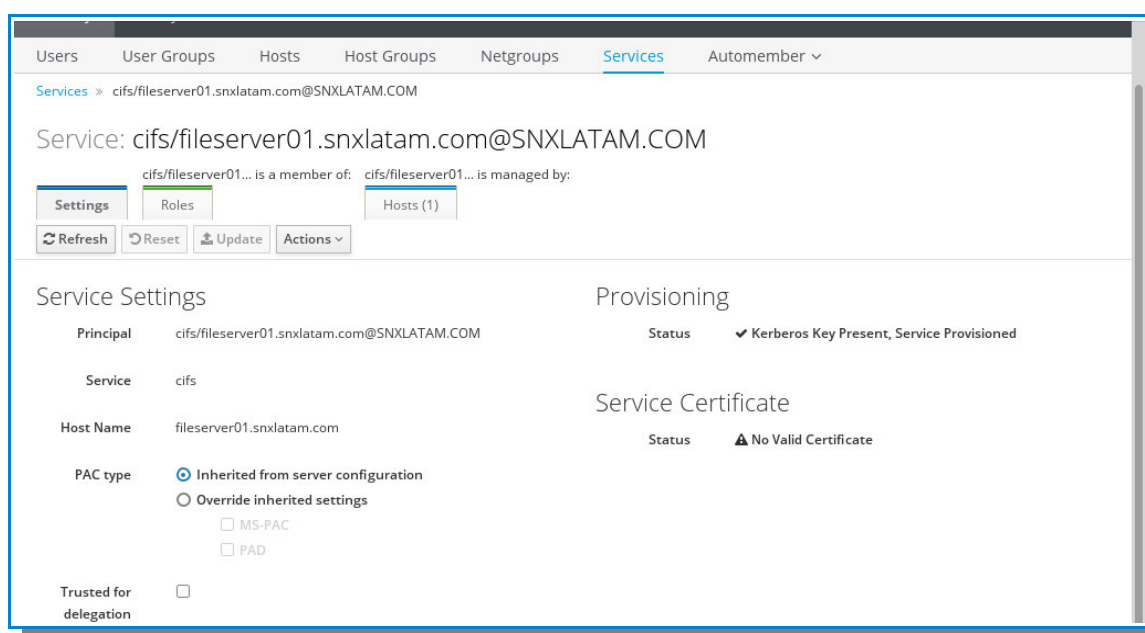 Users User Groups Hosts Host Groups Netgroups Services Automember
Services » cifs/fileserver01.snxlatam.com@SNXLATAM.COM
Service: cifs/fileserver01.snxlatam.com@SNXLATAM.COM
cifs/fileserver01... is a member of: cifs/fileserver01... is managed by:
Settings Roles Hosts (1)
Refresh Reset Update Actions
Service Settings
Principal cifs/fileserver01.snxlatam.com@SNXLATAM.COM
Service cifs
Host Name fileserver01.snxlatam.com
PAC type Inherited from server configuration
Override inherited settings
MS-PAC
PAD
Trusted for
delegation
Provisioning
Status Kerberos Key Present, Service Provisioned
Service Certificate
Status No Valid Certificate